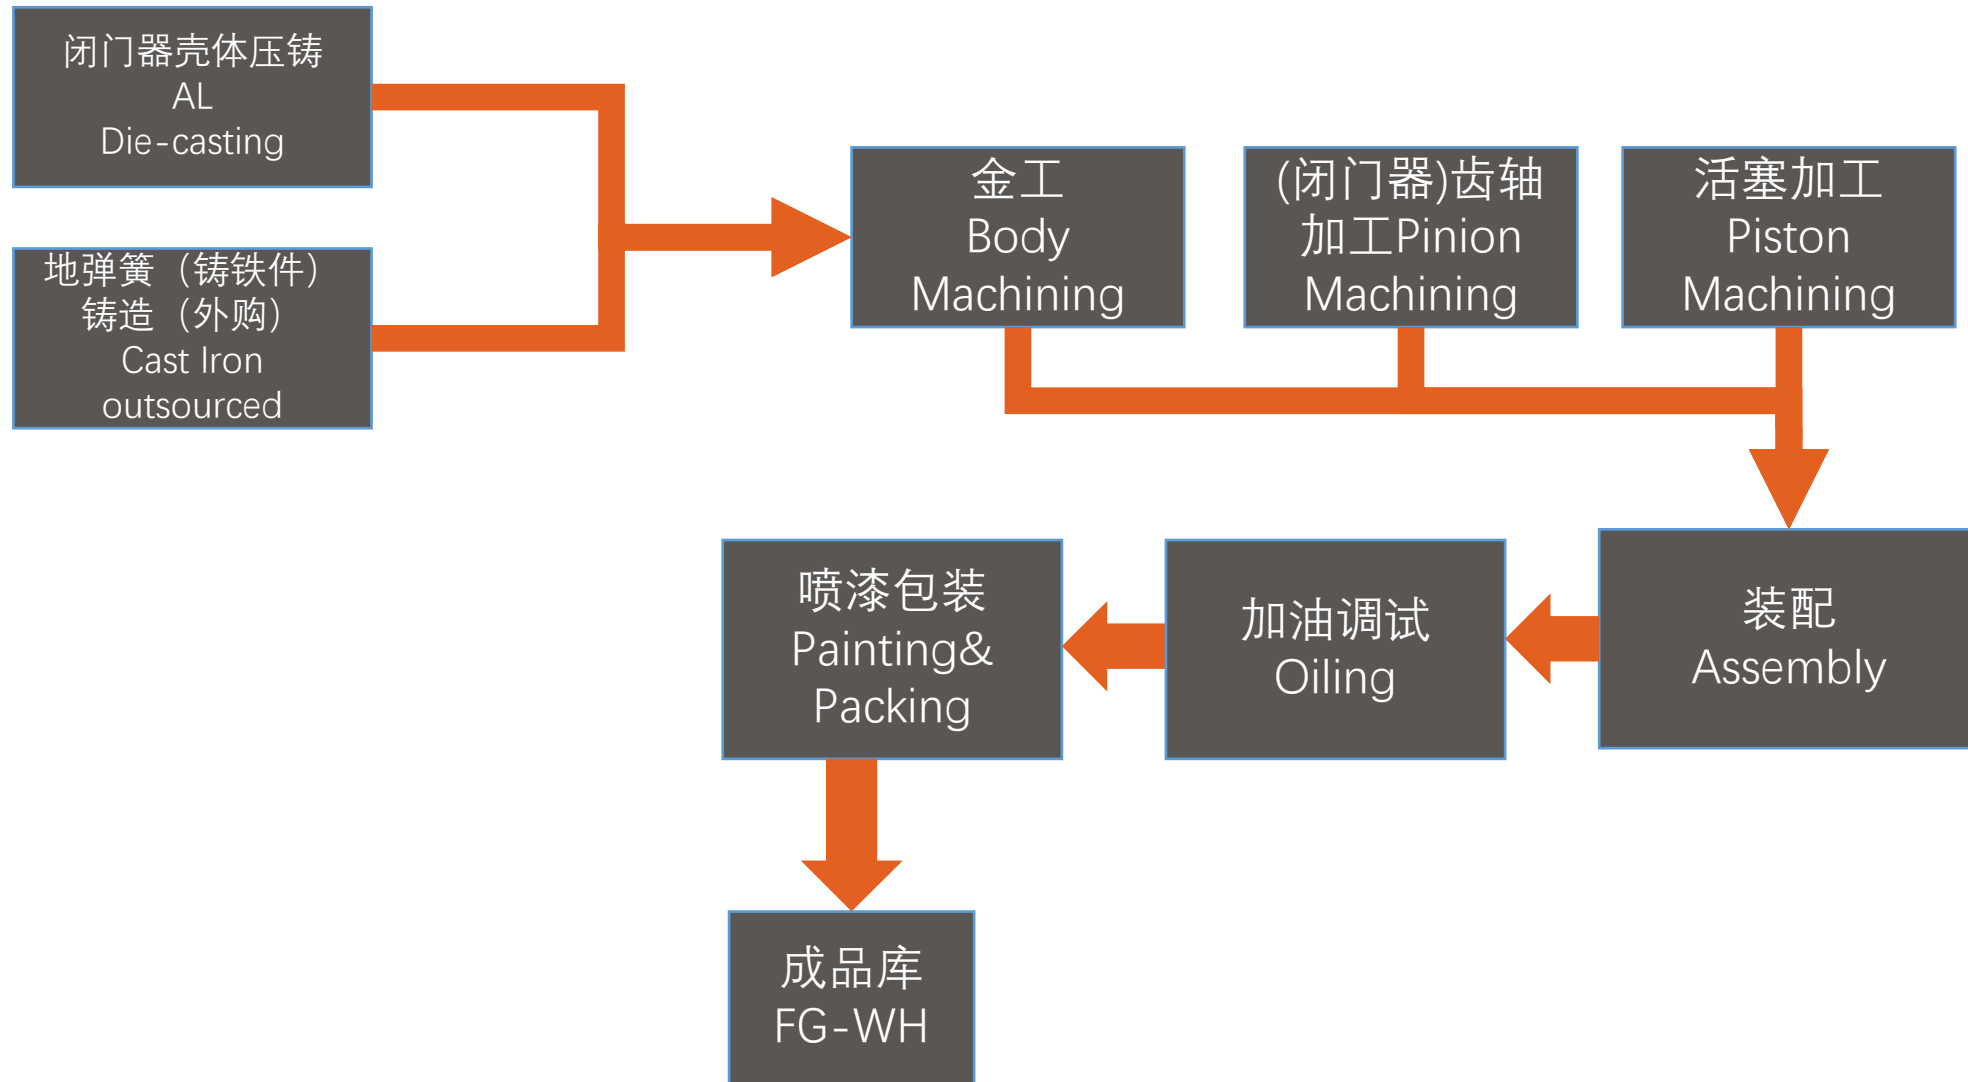 闭门器壳体压铸
AL
Die-casting
地弹簧（铸铁件）
铸造（外购）
Cast Iron
outsourced
金工
Body
Machining
(闭门器)齿轴
加工Pinion
Machining
活塞加工
Piston
Machining
装配
Assembly
加油调试
Oiling
喷漆包装
Painting&
Packing
成品库
FG-WH